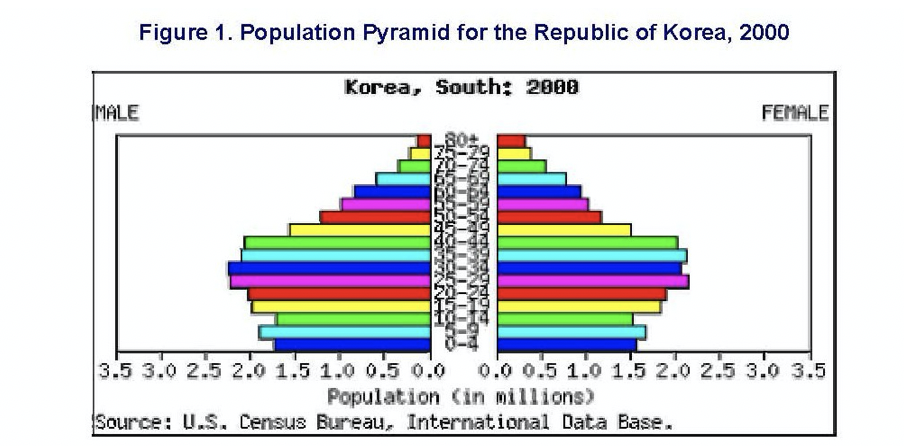 Figure 1. Population Pyramid for the Republic of Korea, 2000
Korea, South: 2000
MALE FEMALE
80+
75-79
70-74
65-69
60-64
55-59
50-54
45-49
40-44
35-39
30-34
25-29
20-24
15-19
10-14
5-9
0-4
3.5 3.0 2.5 2.0 1.5 1.0 0.5 0.0 0.0 0.5 1.0 1.5 2.0 2.5 3.0 3.5
Population (in millions)
Source: U.S. Census Bureau, International Data Base.